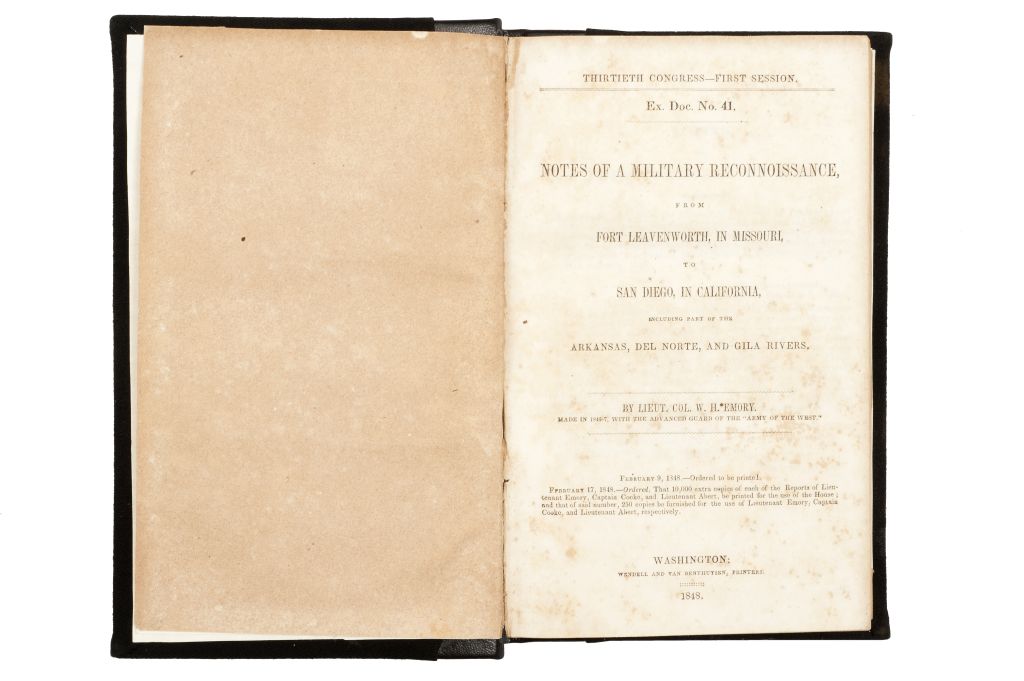 THIRTIETH CONGRESS—FIRST SESSION.
Ex. Doc. No. 41.
NOTES OF A MILITARY RECONNOISSANCE,
FROM
FORT LEAVENWORTH, IN MISSOURI,
TO
SAN DIEGO, IN CALIFORNIA,
INCLUDING PART OF THE
ARKANSAS, DEL NORTE, AND GILA RIVERS.
BY LIEUT. COL. W. H. EMORY.
MADE IN 1846-7, WITH THE ADVANCED GUARD OF THE "ARMY OF THE WEST."
February 9, 1848.—Ordered to be printed.
February 17, 1848.—Ordered, That 10,000 extra copies of each of the Reports of Lieu-
tenant Emory, Captain Cooke, and Lieutenant Abert, be printed for the use of the House;
and that of said number, 250 copies be furnished for the use of Lieutenant Emory, Captain
Cooke, and Lieutenant Abert, respectively.
WASHINGTON:
WENDELL AND VAN BENTHUYSEN, PRINTERS.
1848.